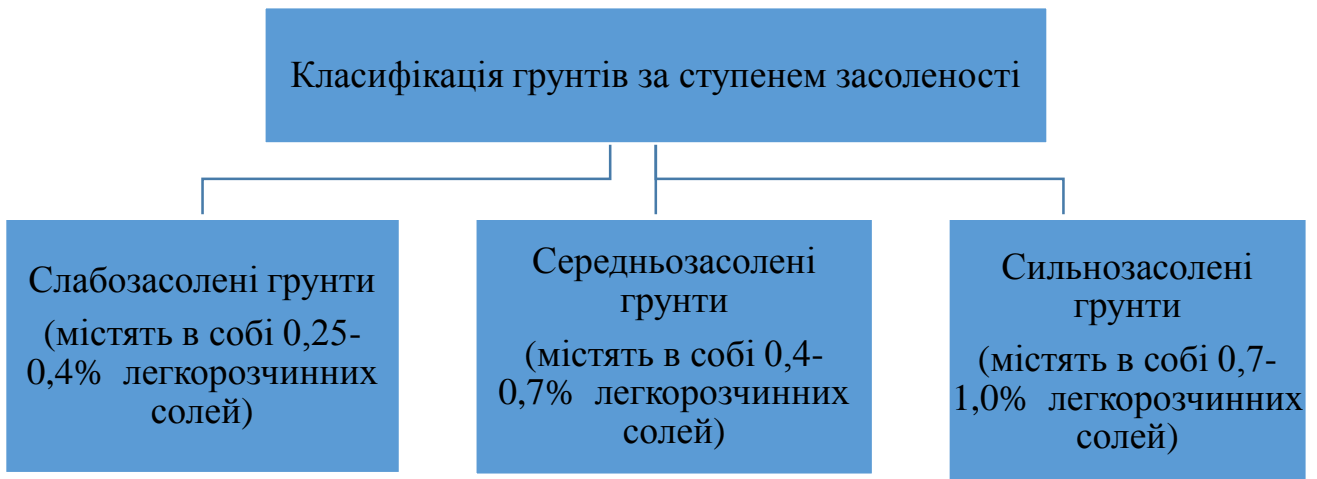 Класифікація грунтів за ступенем засоленості
Слабозасолені грунти
(містять в собі 0,25-
0,4% легкорозчинних
солей)
Середньозасолені
грунти
(містять в собі 0,4-
0,7% легкорозчинних
солей)
Сильнозасолені
грунти
(містять в собі 0,7-
1,0% легкорозчинних
солей)